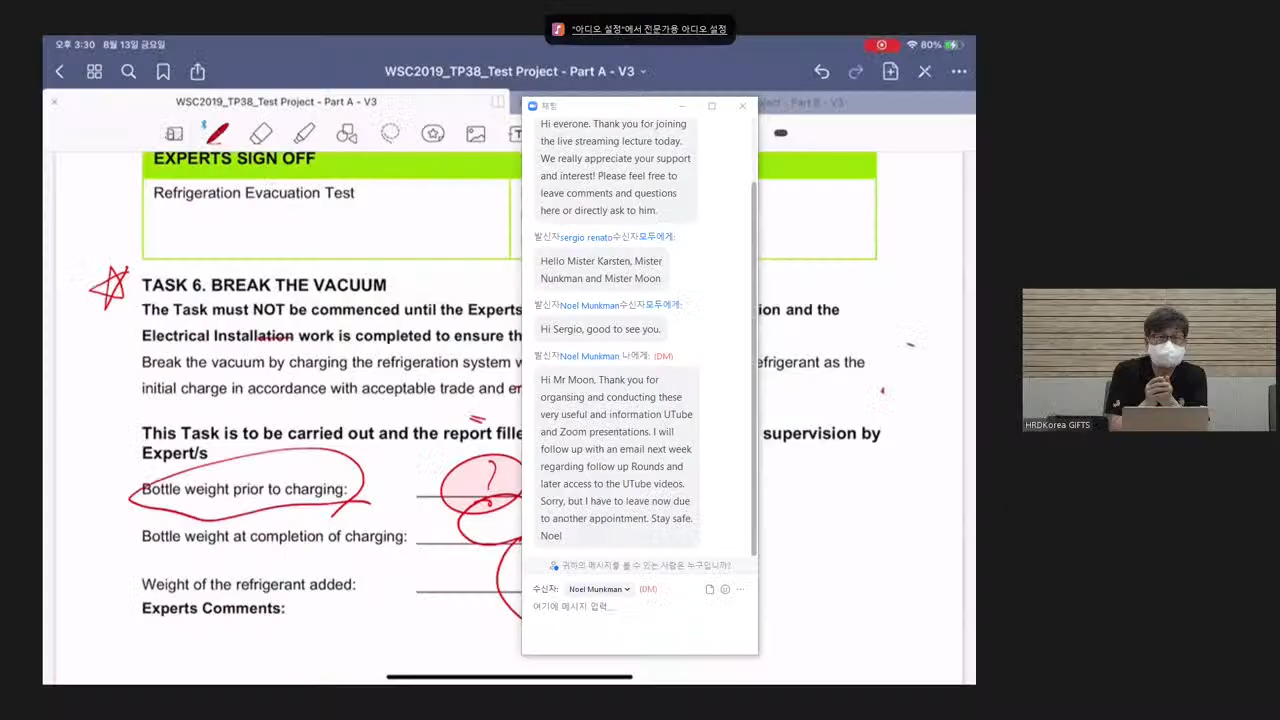 "아디오 설정"에서 전문가용 아디오 설정
오후 3:30 8월 13일 금요일
80%
WSC2019_TP38_Test Project - Part A - V3
WSC2019_TP38_Test Project - Part A - V3
ject - Part B - V3
EXPERTS SIGN OFF
Refrigeration Evacuation Test
TASK 6. BREAK THE VACUUM
The Task must NOT be commenced until the Experts
ion and the
Electrical Installation work is completed to ensure th
Break the vacuum by charging the refrigeration system w
efrigerant as the
initial charge in accordance with acceptable trade and en
This Task is to be carried out and the report fille
supervision by
Expert/s
Bottle weight prior to charging:
?
Bottle weight at completion of charging:
Weight of the refrigerant added:
Experts Comments:
채팅
Hi everone. Thank you for joining
the live streaming lecture today.
We really appreciate your support
and interest! Please feel free to
leave comments and questions
here or directly ask to him.
발신자sergio renato수신자모두에게:
Hello Mister Karsten, Mister
Nunkman and Mister Moon
발신자Noel Munkman수신자모두에게:
Hi Sergio, good to see you.
발신자Noel Munkman 나에게: (DM)
Hi Mr Moon, Thank you for
organsing and conducting these
very useful and information UTube
and Zoom presentations. I will
follow up with an email next week
regarding follow up Rounds and
later access to the UTube videos.
Sorry, but I have to leave now due
to another appointment. Stay safe.
Noel
귀하의 메시지를 볼 수 있는 사람은 누구입니까?
수신자: Noel Munkman (DM)
여기에 메시지 입력...
HRDKorea GIFTS